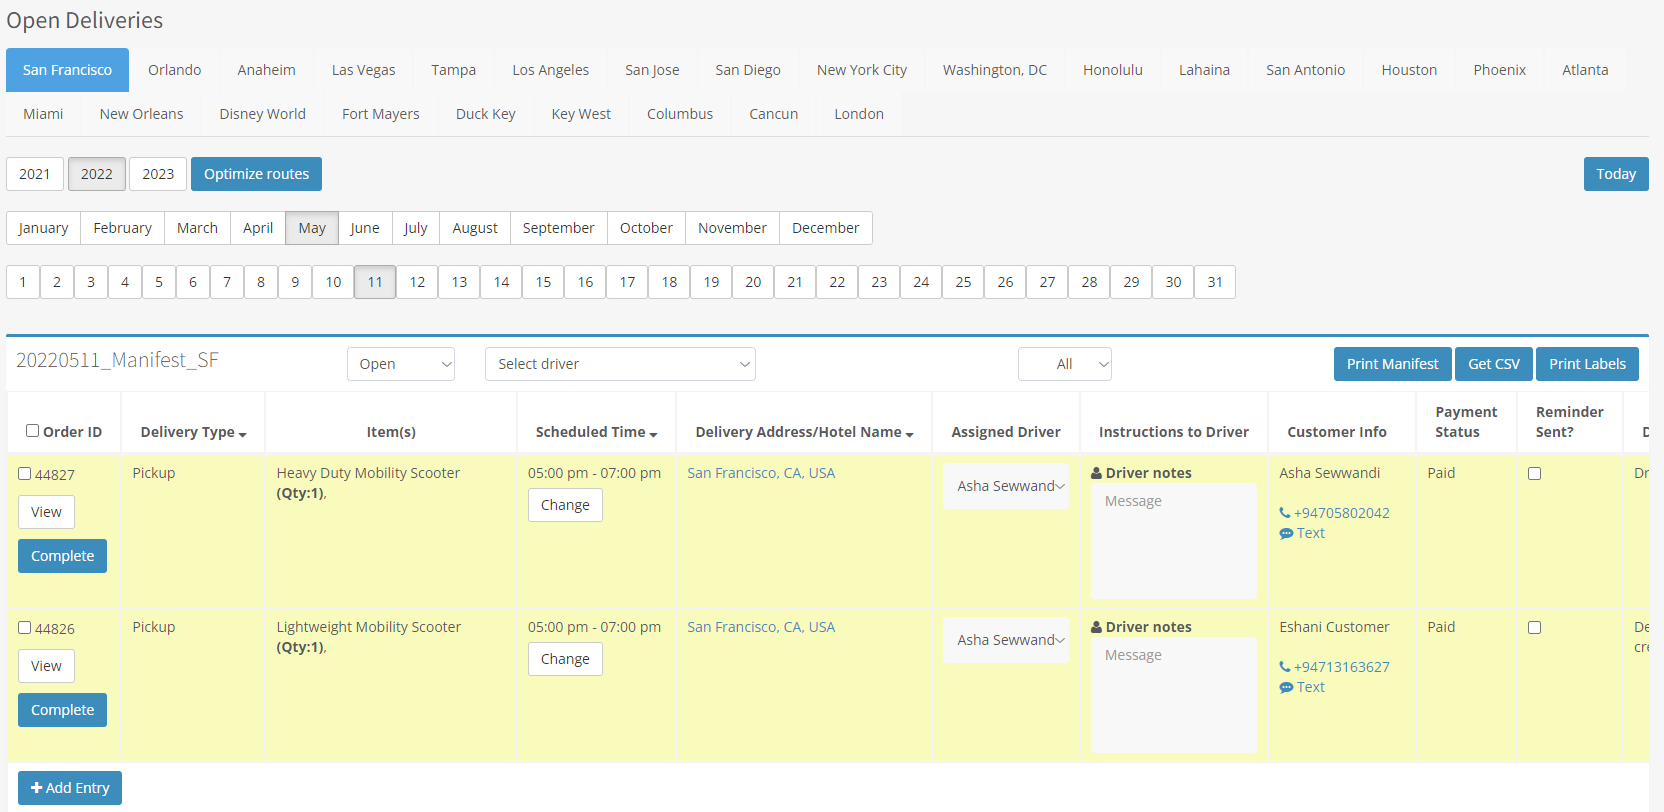 Open Deliveries
San Francisco Orlando Anaheim Las Vegas Tampa Los Angeles San Jose San Diego New York City Washington, DC Honolulu Lahaina San Antonio Houston Phoenix Atlanta
Miami New Orleans Disney World Fort Mayers Duck Key Key West Columbus Cancun London
2021 2022 2023 Optimize routes Today
January February March April May June July August September October November December
1 2 3 4 5 6 7 8 9 10 11 12 13 14 15 16 17 18 19 20 21 22 23 24 25 26 27 28 29 30 31
20220511_Manifest_SF Open Select driver All Print Manifest Get CSV Print Labels
Order ID Delivery Type Item(s) Scheduled Time Delivery Address/Hotel Name Assigned Driver Instructions to Driver Customer Info Payment Status Reminder Sent?
44827 Pickup Heavy Duty Mobility Scooter 05:00 pm - 07:00 pm San Francisco, CA, USA Asha Sewwand Driver notes Asha Sewwandi Paid Dr
(Qty:1),
View Change Message +94705802042
Text
Complete
44826 Pickup Lightweight Mobility Scooter 05:00 pm - 07:00 pm San Francisco, CA, USA Asha Sewwand Driver notes Eshani Customer Paid De
(Qty:1), cre
View Change Message +94713163627
Text
Complete
Add Entry